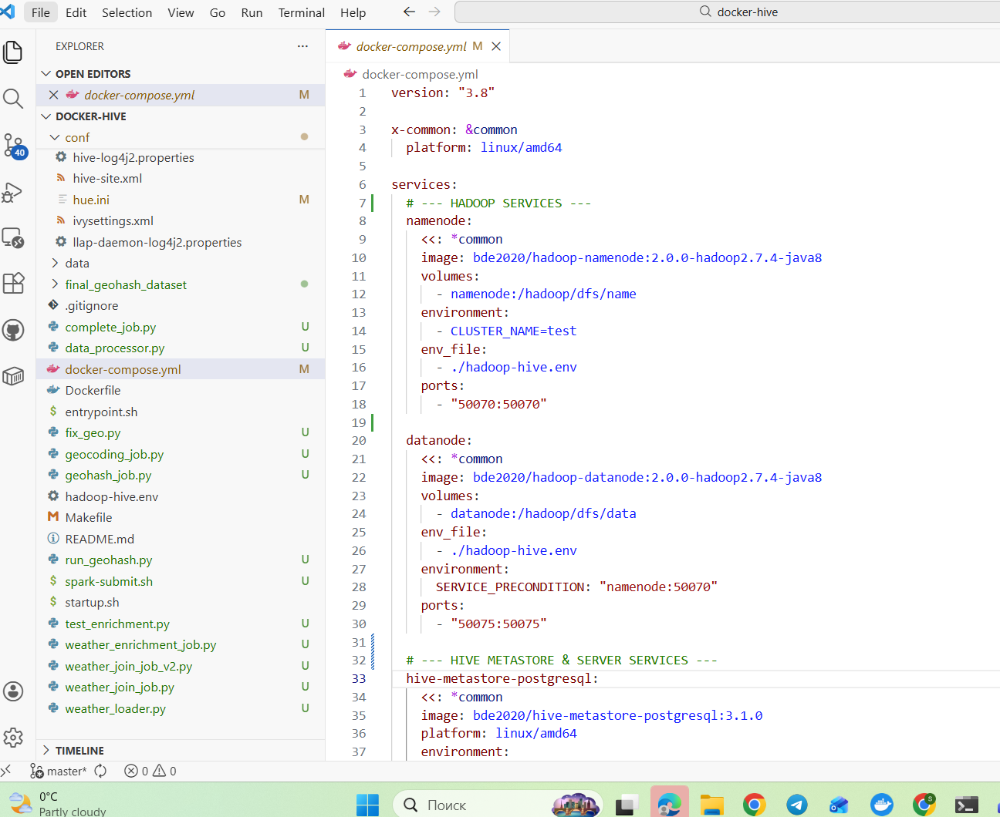 File Edit Selection View Go Run Terminal Help
docker-hive
EXPLORER
docker-compose.yml M
OPEN EDITORS
docker-compose.yml M
DOCKER-HIVE
conf
hive-log4j2.properties
hive-site.xml
hue.ini M
ivysettings.xml
llap-daemon-log4j2.properties
data
final_geohash_dataset
.gitignore
complete_job.py U
data_processor.py U
docker-compose.yml M
Dockerfile
entrypoint.sh
fix_geo.py U
geocoding_job.py U
geohash_job.py U
hadoop-hive.env
Makefile
README.md
run_geohash.py U
spark-submit.sh U
startup.sh
test_enrichment.py U
weather_enrichment_job.py U
weather_join_job_v2.py U
weather_join_job.py U
weather_loader.py U
TIMELINE
40
docker-compose.yml
1 version: "3.8"
2
3 x-common: &common
4 platform: linux/amd64
5
6 services:
7 # --- HADOOP SERVICES ---
8 namenode:
9 <<: *common
10 image: bde2020/hadoop-namenode:2.0.0-hadoop2.7.4-java8
11 volumes:
12 - namenode:/hadoop/dfs/name
13 environment:
14 - CLUSTER_NAME=test
15 env_file:
16 - ./hadoop-hive.env
17 ports:
18 - "50070:50070"
19
20 datanode:
21 <<: *common
22 image: bde2020/hadoop-datanode:2.0.0-hadoop2.7.4-java8
23 volumes:
24 - datanode:/hadoop/dfs/data
25 env_file:
26 - ./hadoop-hive.env
27 environment:
28 SERVICE_PRECONDITION: "namenode:50070"
29 ports:
30 - "50075:50075"
31
32 # --- HIVE METASTORE & SERVER SERVICES ---
33 hive-metastore-postgresql:
34 <<: *common
35 image: bde2020/hive-metastore-postgresql:3.1.0
36 platform: linux/amd64
37 environment:
master* 0 0
0°C
Partly cloudy
Поиск